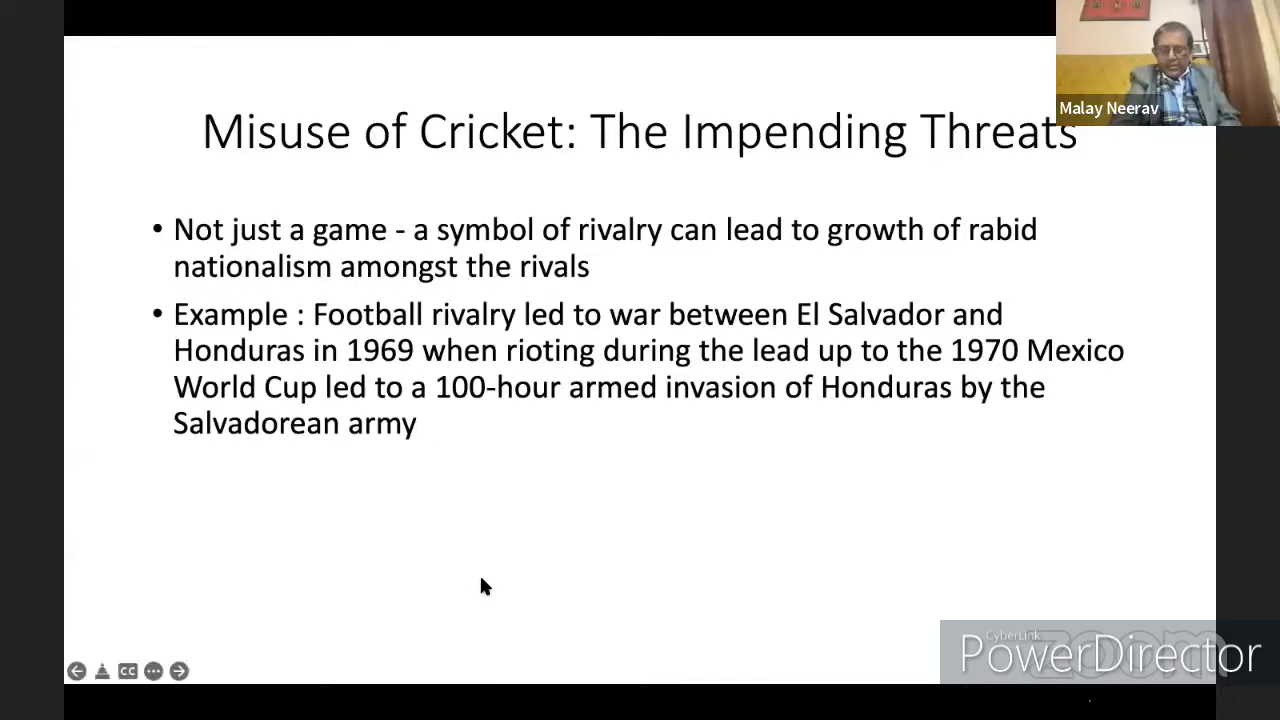 Malay Neerav
Misuse of Cricket: The Impending Threats
• Not just a game - a symbol of rivalry can lead to growth of rabid
nationalism amongst the rivals
• Example : Football rivalry led to war between El Salvador and
Honduras in 1969 when rioting during the lead up to the 1970 Mexico
World Cup led to a 100-hour armed invasion of Honduras by the
Salvadorean army
CC
zoom
CyberLink
PowerDirector